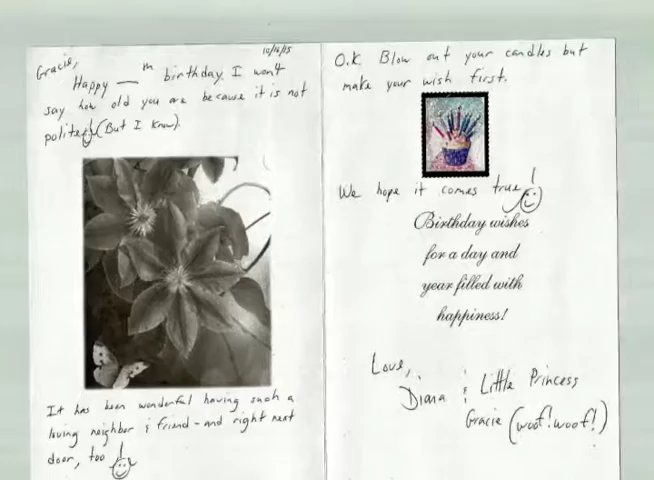 10/16/15
Gracie,
Happy __th birthday. I won't
say how old you are because it is not
polite! (But I know).
It has been wonderful having such a
loving neighbor & friend - and right next
door, too!
O.K. Blow out your candles but
make your wish first.
We hope it comes true!
Birthday wishes
for a day and
year filled with
happiness!
Love,
Diana & Little Princess
Gracie (woof! woof!)